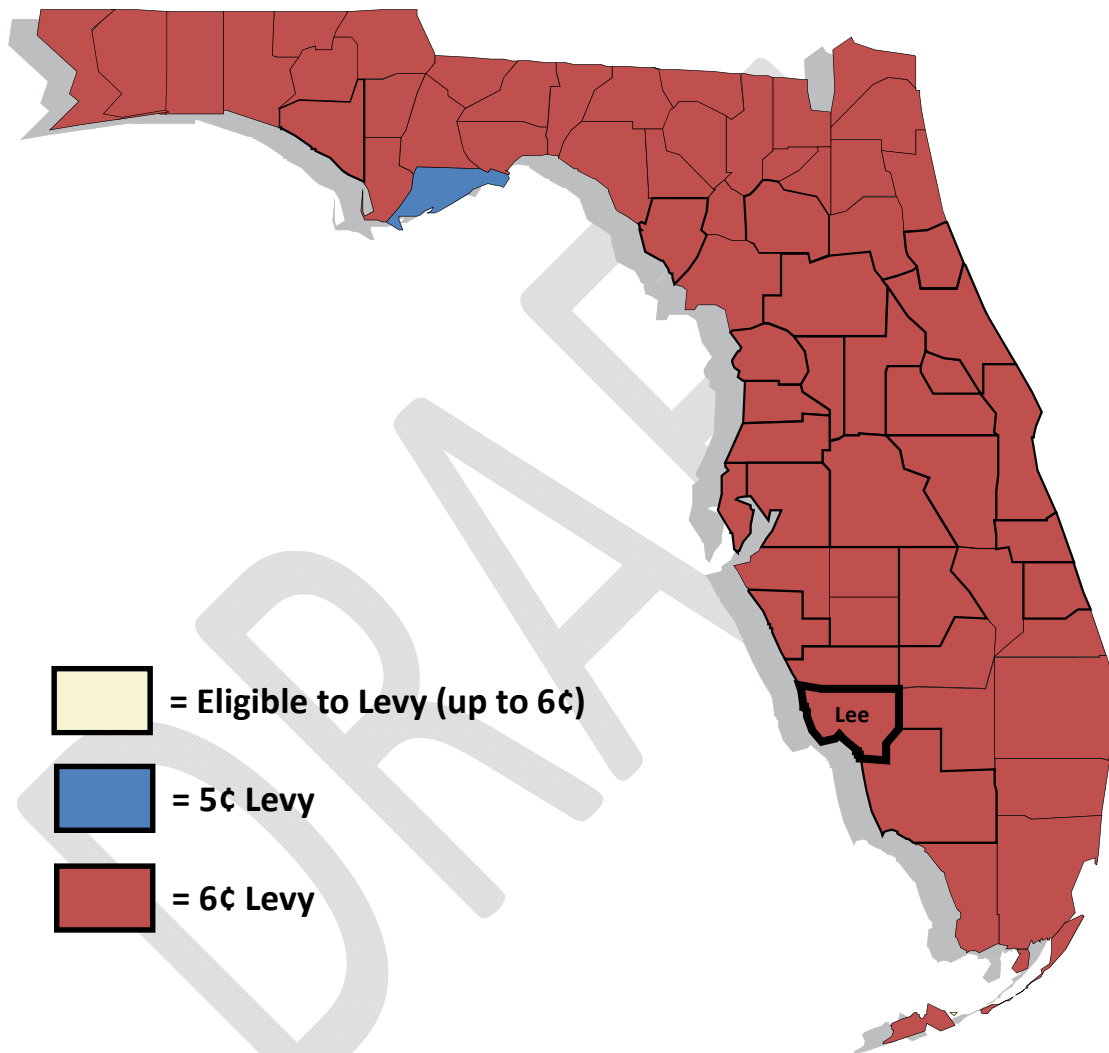 DRAFT
Lee
= Eligible to Levy (up to 6¢)
= 5¢ Levy
= 6¢ Levy